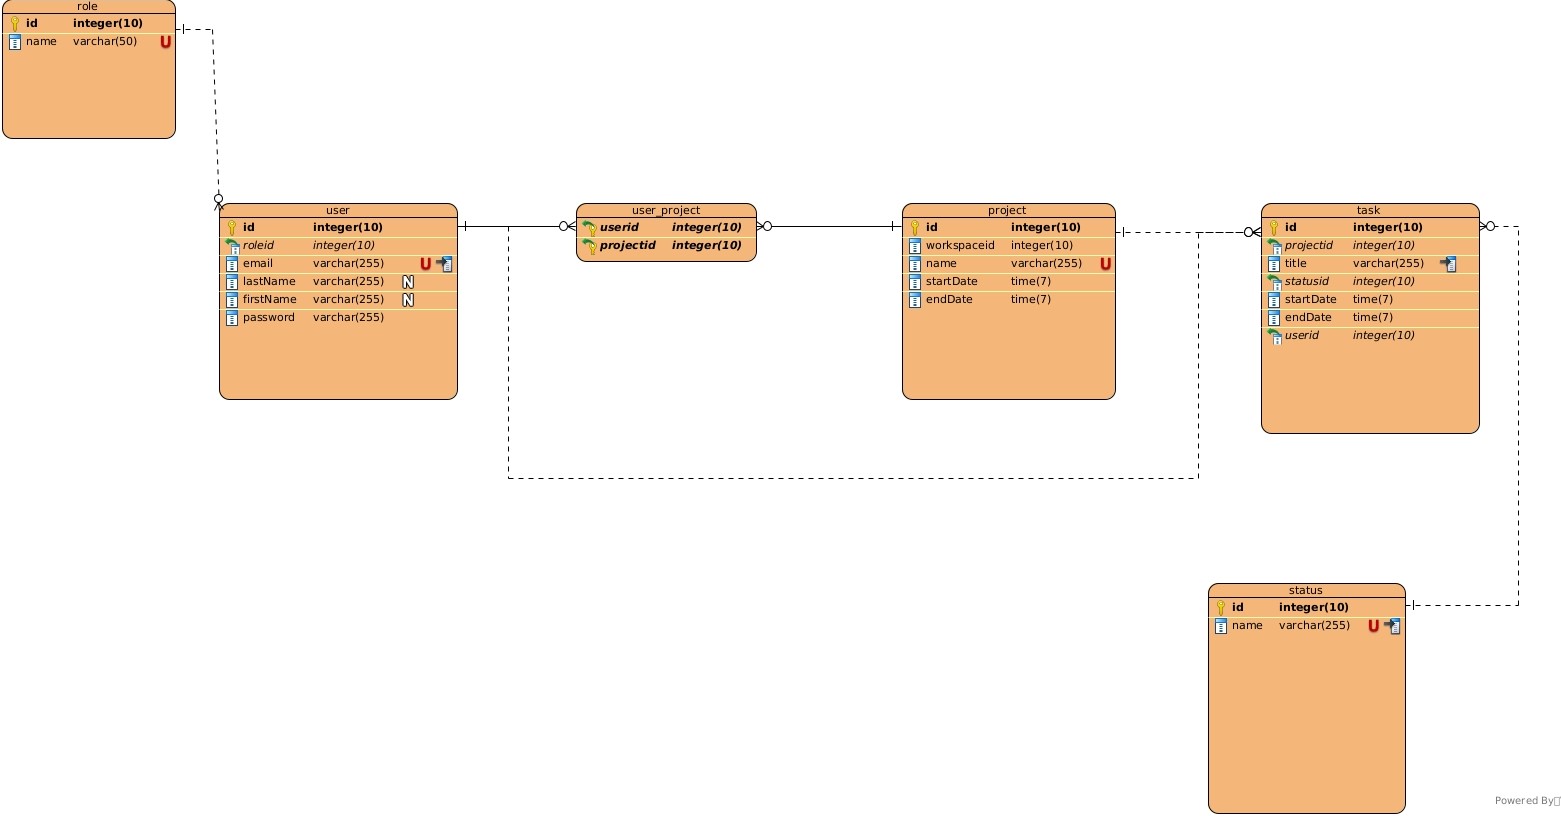 role
id integer(10)
name varchar(50) U
user
id integer(10)
roleid integer(10)
email varchar(255) U
lastName varchar(255) N
firstName varchar(255) N
password varchar(255)
user_project
userid integer(10)
projectid integer(10)
project
id integer(10)
workspaceid integer(10)
name varchar(255) U
startDate time(7)
endDate time(7)
task
id integer(10)
projectid integer(10)
title varchar(255)
statusid integer(10)
startDate time(7)
endDate time(7)
userid integer(10)
status
id integer(10)
name varchar(255) U
Powered By